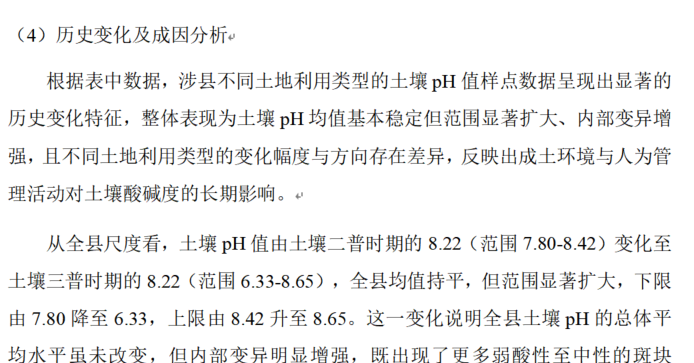 （4）历史变化及成因分析
根据表中数据，涉县不同土地利用类型的土壤 pH 值样点数据呈现出显著的
历史变化特征，整体表现为土壤 pH 均值基本稳定但范围显著扩大、内部变异增
强，且不同土地利用类型的变化幅度与方向存在差异，反映出成土环境与人为管
理活动对土壤酸碱度的长期影响。
从全县尺度看，土壤 pH 值由土壤二普时期的 8.22（范围 7.80-8.42）变化至
土壤三普时期的 8.22（范围 6.33-8.65），全县均值持平，但范围显著扩大，下限
由 7.80 降至 6.33，上限由 8.42 升至 8.65。这一变化说明全县土壤 pH 的总体平
均水平虽未改变，但内部变异明显增强，既出现了更多弱酸性至中性的斑块